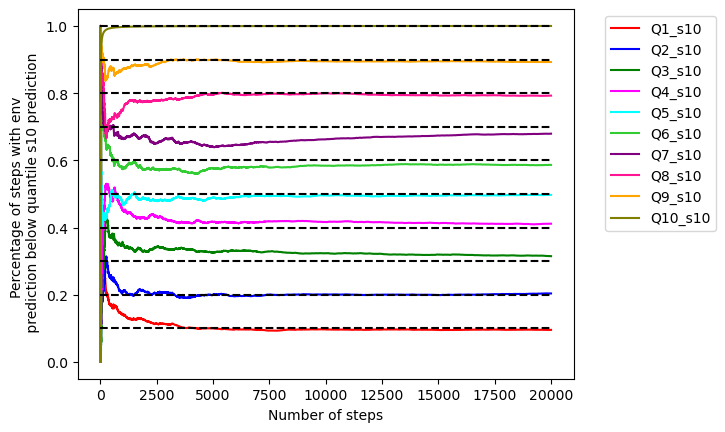 Percentage of steps with env
prediction below quantile s10 prediction
1.0
0.8
0.6
0.4
0.2
0.0
0
2500
5000
7500
10000
12500
15000
17500
20000
Number of steps
Q1_s10
Q2_s10
Q3_s10
Q4_s10
Q5_s10
Q6_s10
Q7_s10
Q8_s10
Q9_s10
Q10_s10